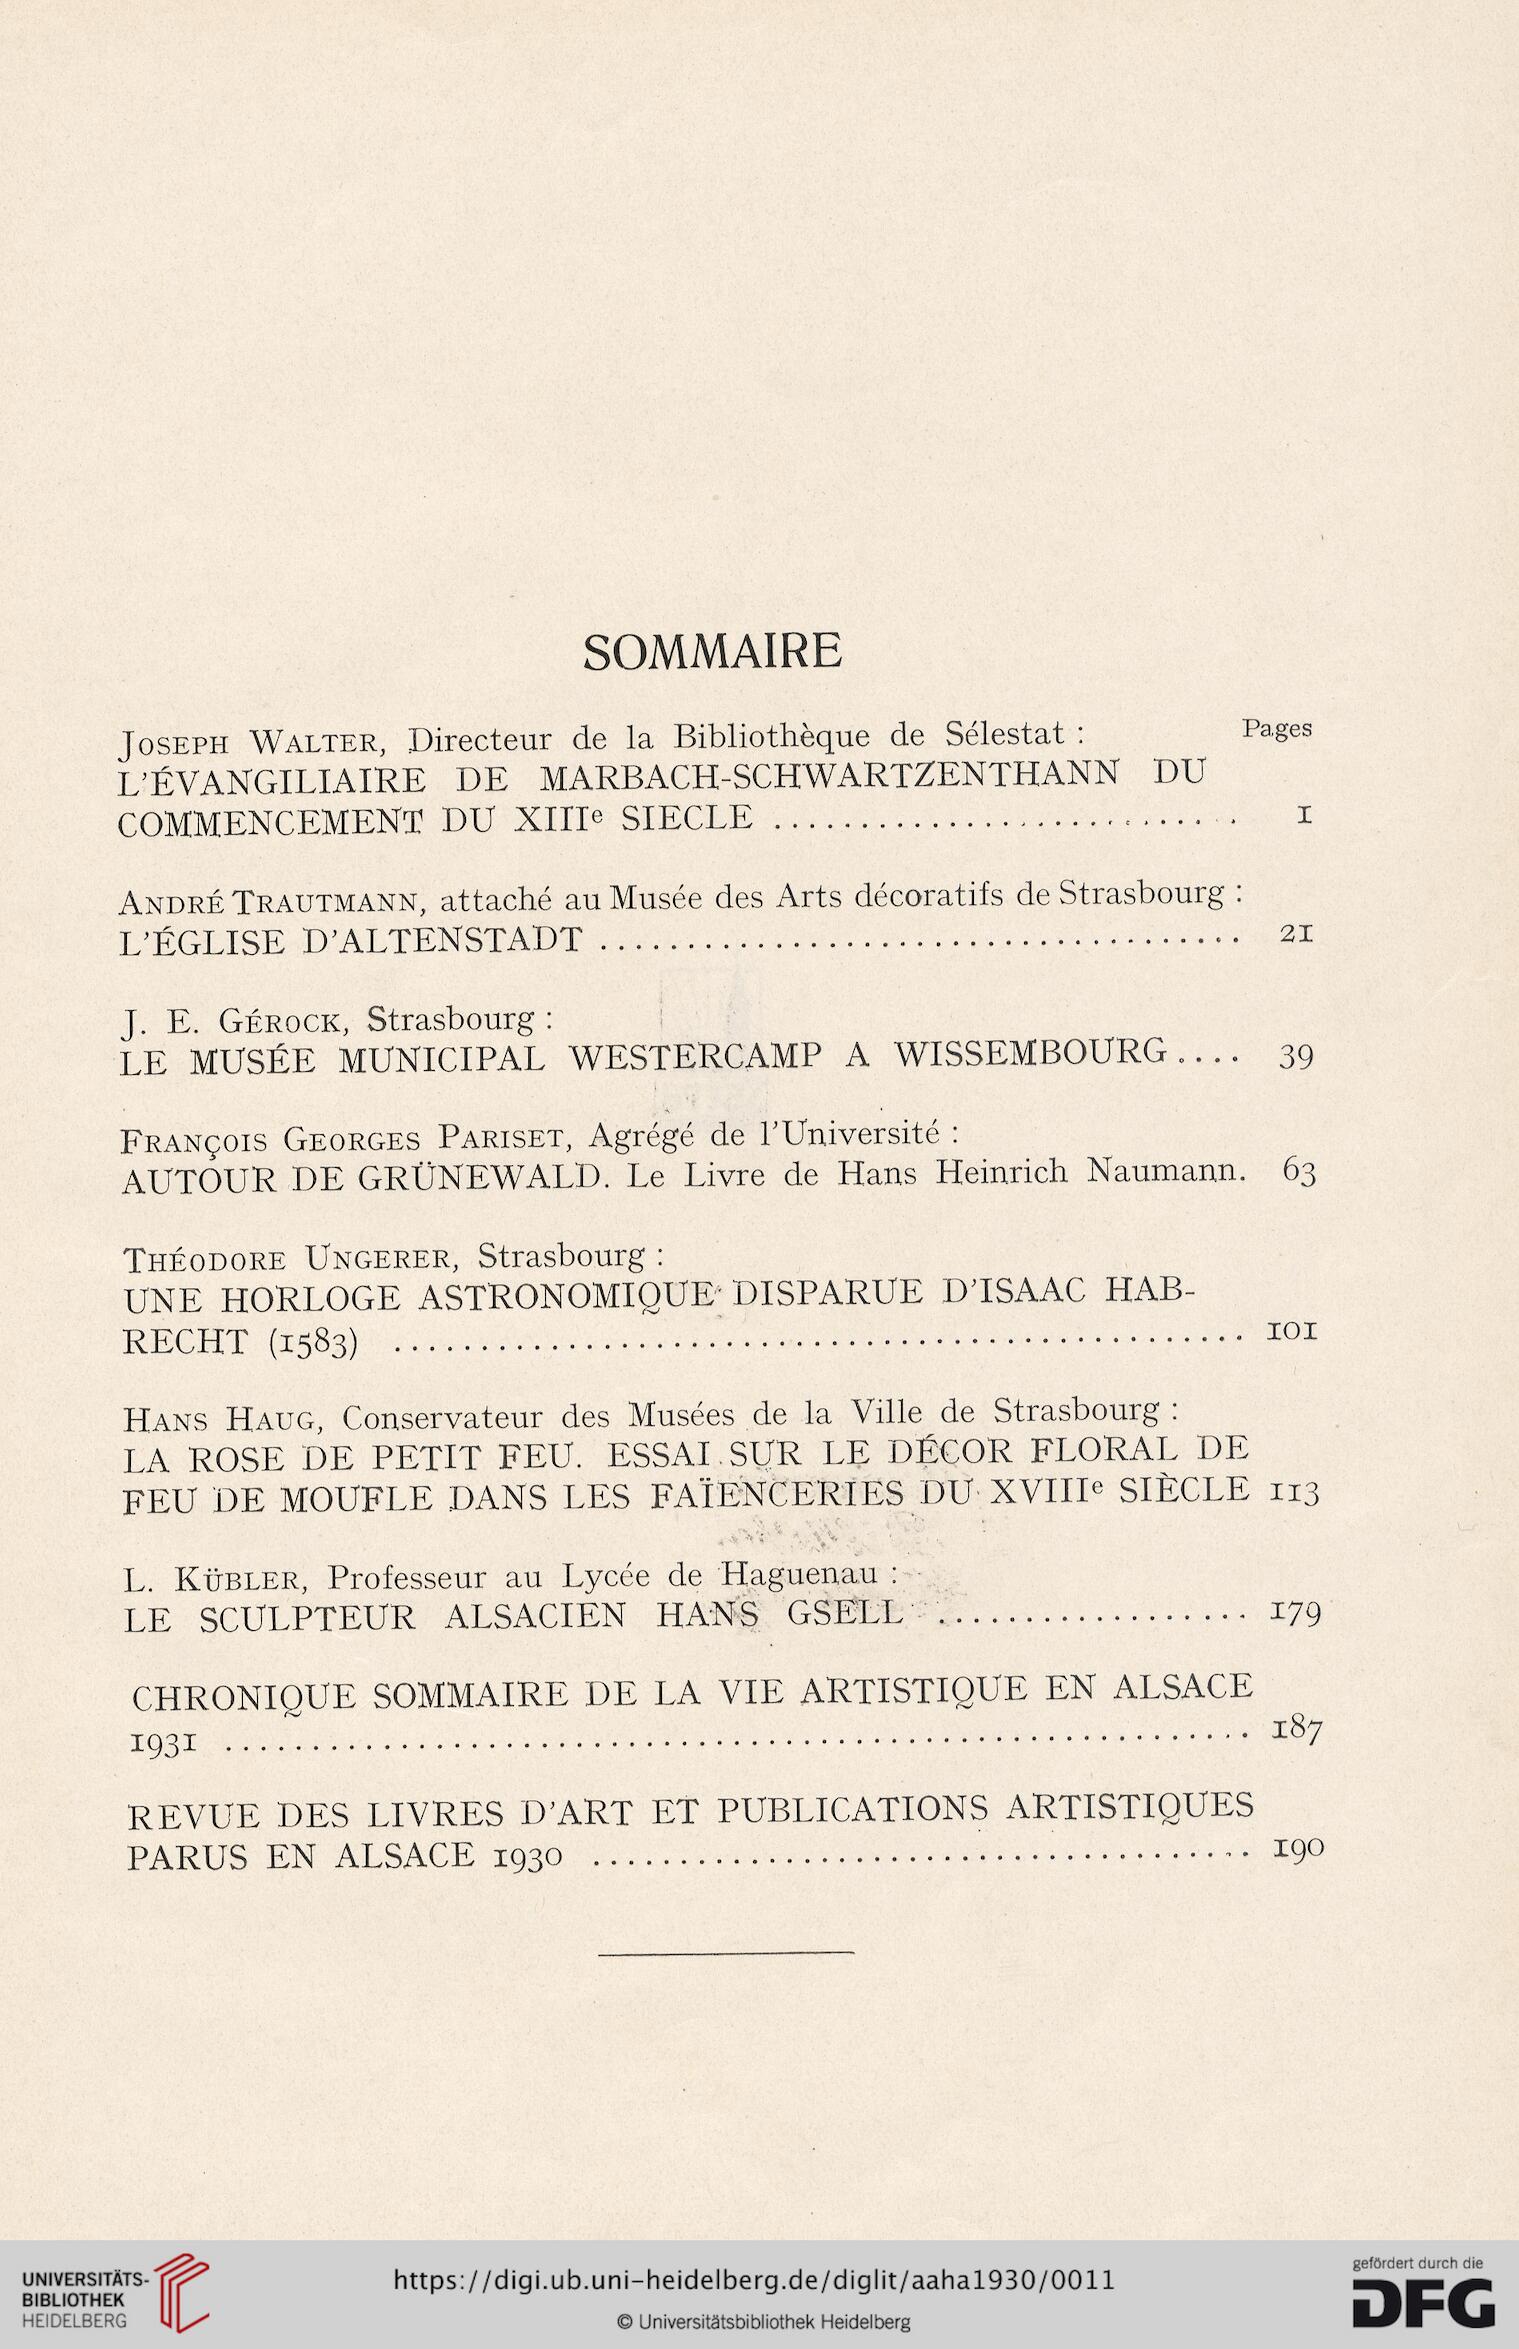 SOMMAIRE
Pages
JOSEPH WALTER, Directeur de la Bibliothèque de Sélestat :
L'ÉVANGILIAIRE DE MARBACH-SCHWARTZENTHANN DU
COMMENCEMENT DU XIIIe SIECLE ........................... 1
ANDRÉ TRAUTMANN, attaché au Musée des Arts décoratifs de Strasbourg :
L'ÉGLISE D'ALTENSTADT ...................................... 21
J. E. GÉROCK, Strasbourg :
LE MUSÉE MUNICIPAL WESTERCAMP A WISSEMBOURG .... 39
FRANÇOIS GEORGES PARISET, Agrégé de l'Université :
AUTOUR DE GRÜNEWALD. Le Livre de Hans Heinrich Naumann. 63
THÉODORE UNGERER, Strasbourg :
UNE HORLOGE ASTRONOMIQUE DISPARUE D'ISAAC HAB-
RECHT (1583) .................................................. 101
HANS HAUG, Conservateur des Musées de la Ville de Strasbourg :
LA ROSE DE PETIT FEU. ESSAI SUR LE DÉCOR FLORAL DE
FEU DE MOUFLE DANS LES FAÏENCERIES DU XVIIIe SIÈCLE 113
L. KÜBLER, Professeur au Lycée de Haguenau :
LE SCULPTEUR ALSACIEN HANS GSELL .................. 179
CHRONIQUE SOMMAIRE DE LA VIE ARTISTIQUE EN ALSACE
1931 ............................................................. 187
REVUE DES LIVRES D'ART ET PUBLICATIONS ARTISTIQUES
PARUS EN ALSACE 1930 ....................................... 190
UNIVERSITÄTS-
BIBLIOTHEK
HEIDELBERG
https://digi.ub.uni-heidelberg.de/diglit/aaha1930/0011
© Universitätsbibliothek Heidelberg
gefördert durch die
DFG